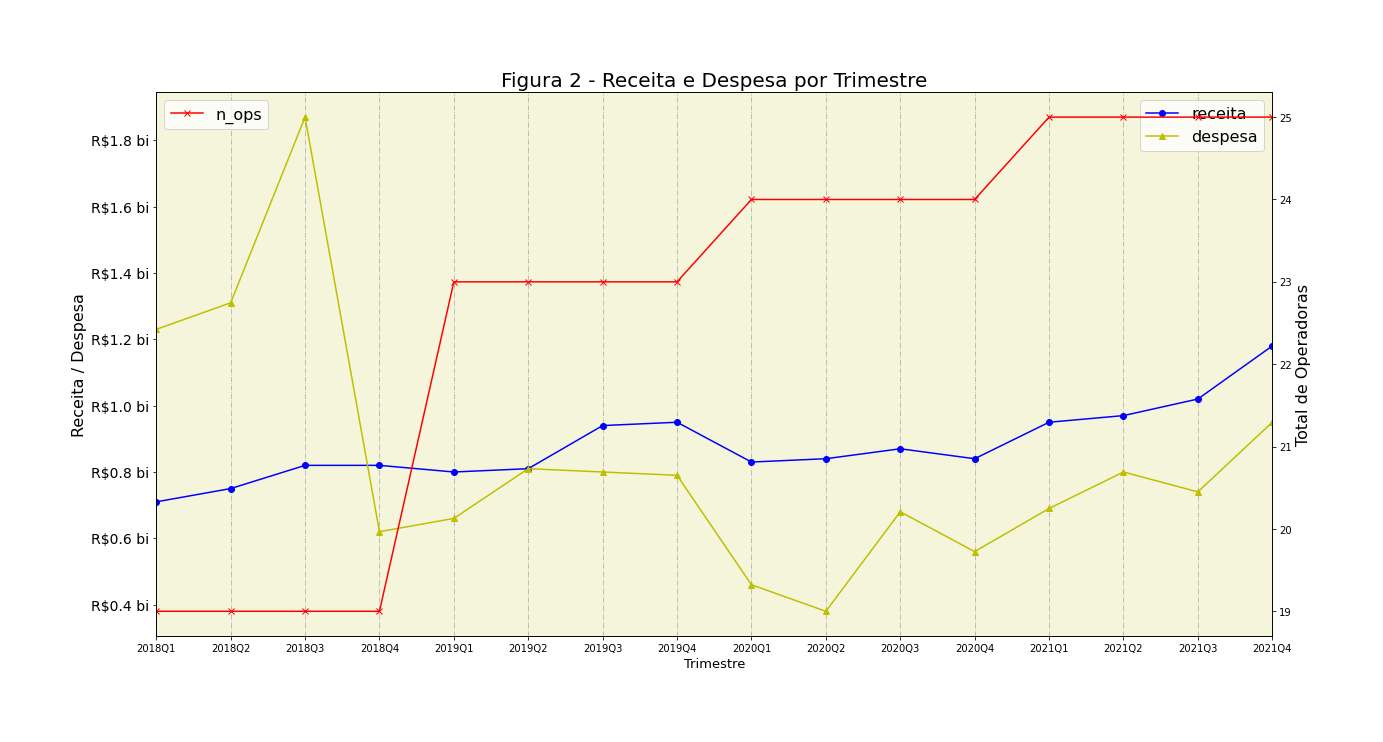 Figura 2 - Receita e Despesa por Trimestre
n_ops
receita
despesa
Receita / Despesa
R$1.8 bi
R$1.6 bi
R$1.4 bi
R$1.2 bi
R$1.0 bi
R$0.8 bi
R$0.6 bi
R$0.4 bi
25
24
23
22
21
20
19
Total de Operadoras
2018Q1 2018Q2 2018Q3 2018Q4 2019Q1 2019Q2 2019Q3 2019Q4 2020Q1 2020Q2 2020Q3 2020Q4 2021Q1 2021Q2 2021Q3 2021Q4
Trimestre